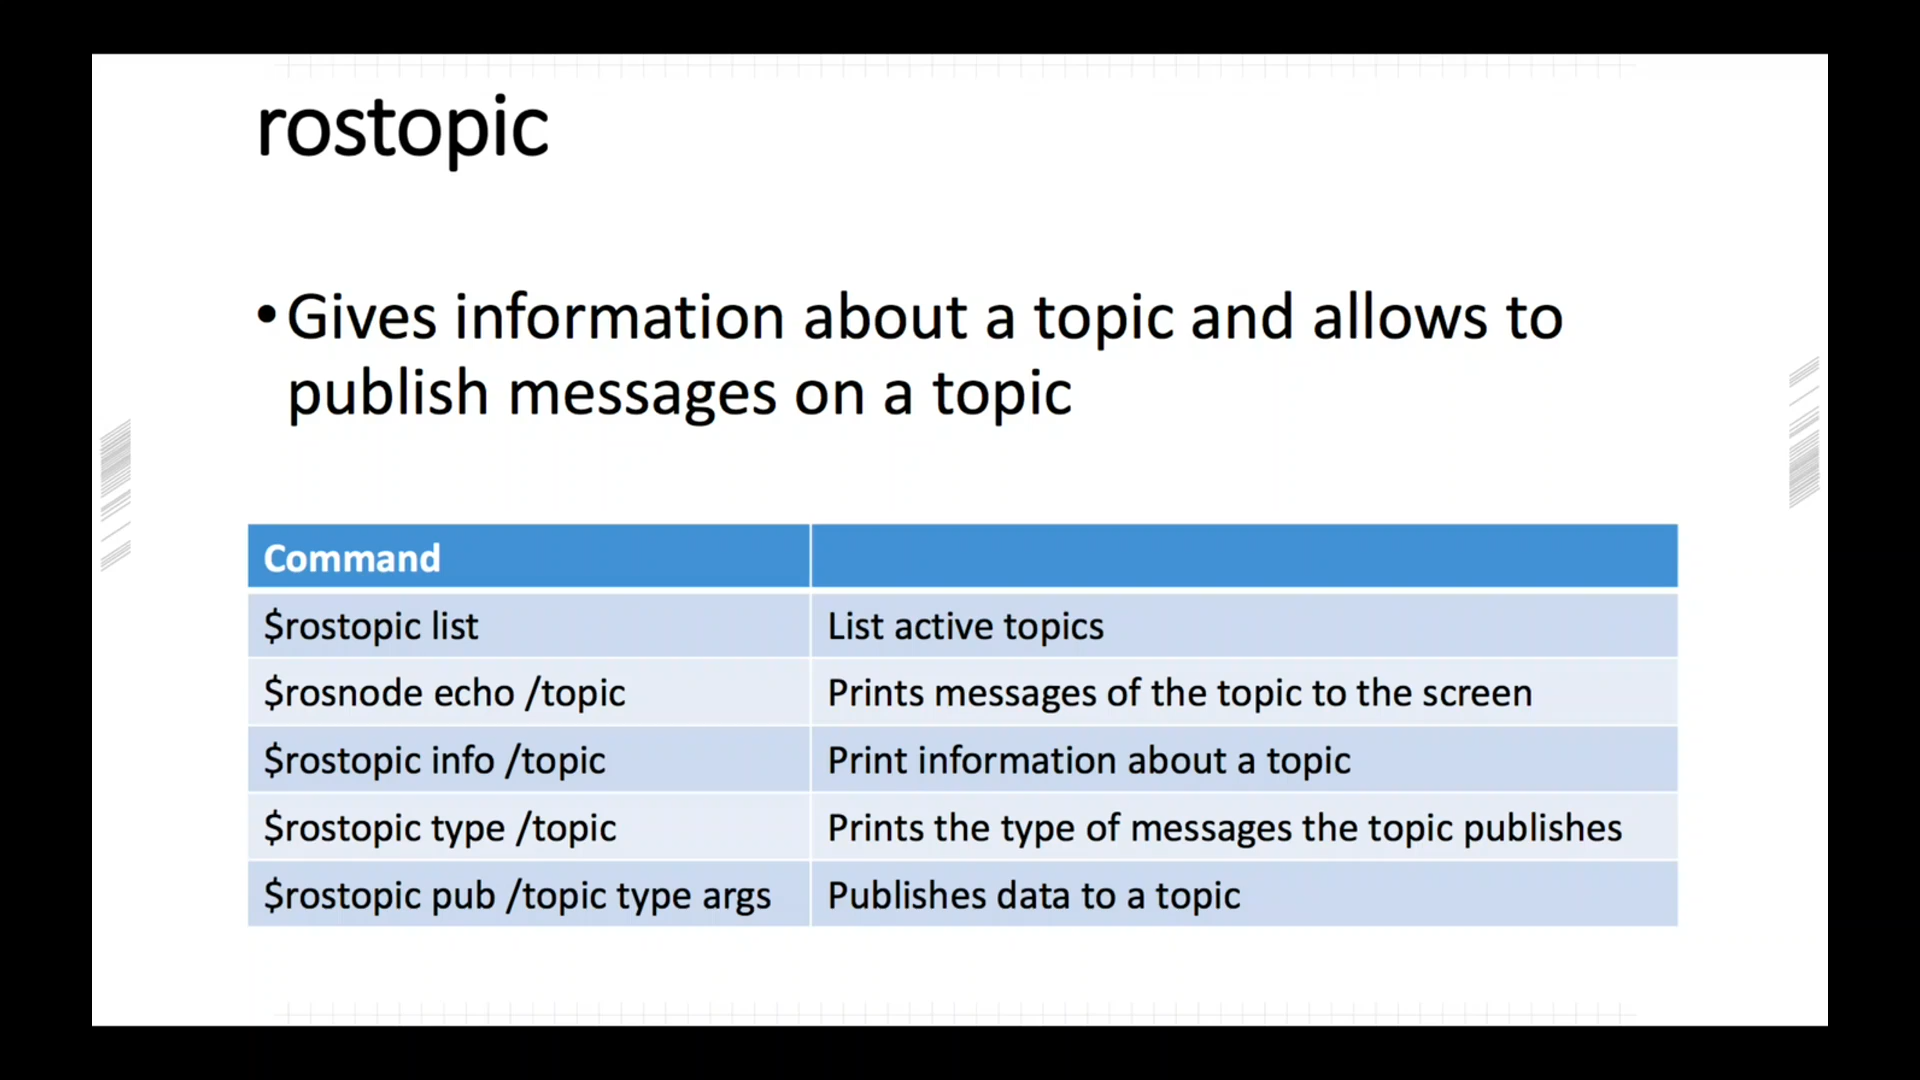 rostopic
•Gives information about a topic and allows to
publish messages on a topic
Command
$rostopic list List active topics
$rosnode echo /topic Prints messages of the topic to the screen
$rostopic info /topic Print information about a topic
$rostopic type /topic Prints the type of messages the topic publishes
$rostopic pub /topic type args Publishes data to a topic